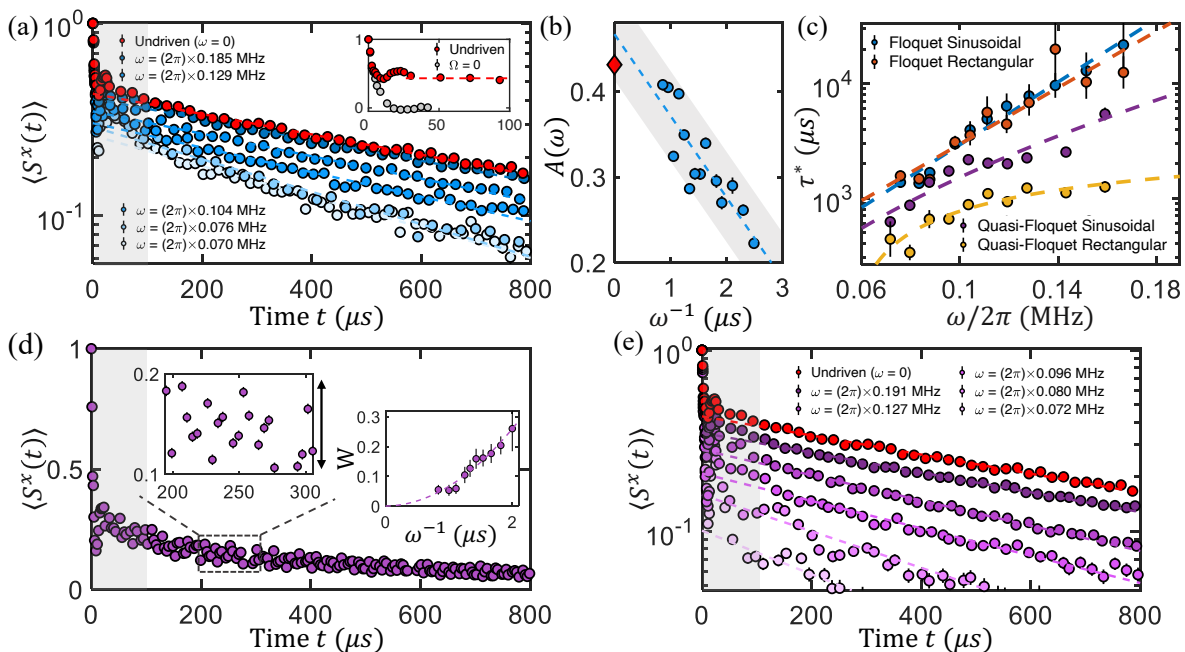 (a)
10⁰
10⁻¹
⟨Sˣ(t)⟩
Undriven (ω = 0)
ω = (2π)×0.185 MHz
ω = (2π)×0.129 MHz
ω = (2π)×0.104 MHz
ω = (2π)×0.076 MHz
ω = (2π)×0.070 MHz
1
0.5
0
0 50 100
Undriven
Ω = 0
0 200 400 600 800
Time t (μs)
(b)
A(ω)
0.4
0.3
0.2
0 1 2 3
ω⁻¹ (μs)
(c)
τ* (μs)
10⁴
10³
Floquet Sinusoidal
Floquet Rectangular
Quasi-Floquet Sinusoidal
Quasi-Floquet Rectangular
0.06 0.1 0.14 0.18
ω/2π (MHz)
(d)
⟨Sˣ(t)⟩
1
0.5
0
0.2
0.1
200 250 300
W
0.3
0.2
0.1
0
0 2
ω⁻¹ (μs)
0 200 400 600 800
Time t (μs)
(e)
⟨Sˣ(t)⟩
10⁰
10⁻¹
Undriven (ω = 0)
ω = (2π)×0.191 MHz
ω = (2π)×0.127 MHz
ω = (2π)×0.096 MHz
ω = (2π)×0.080 MHz
ω = (2π)×0.072 MHz
0 200 400 600 800
Time t (μs)